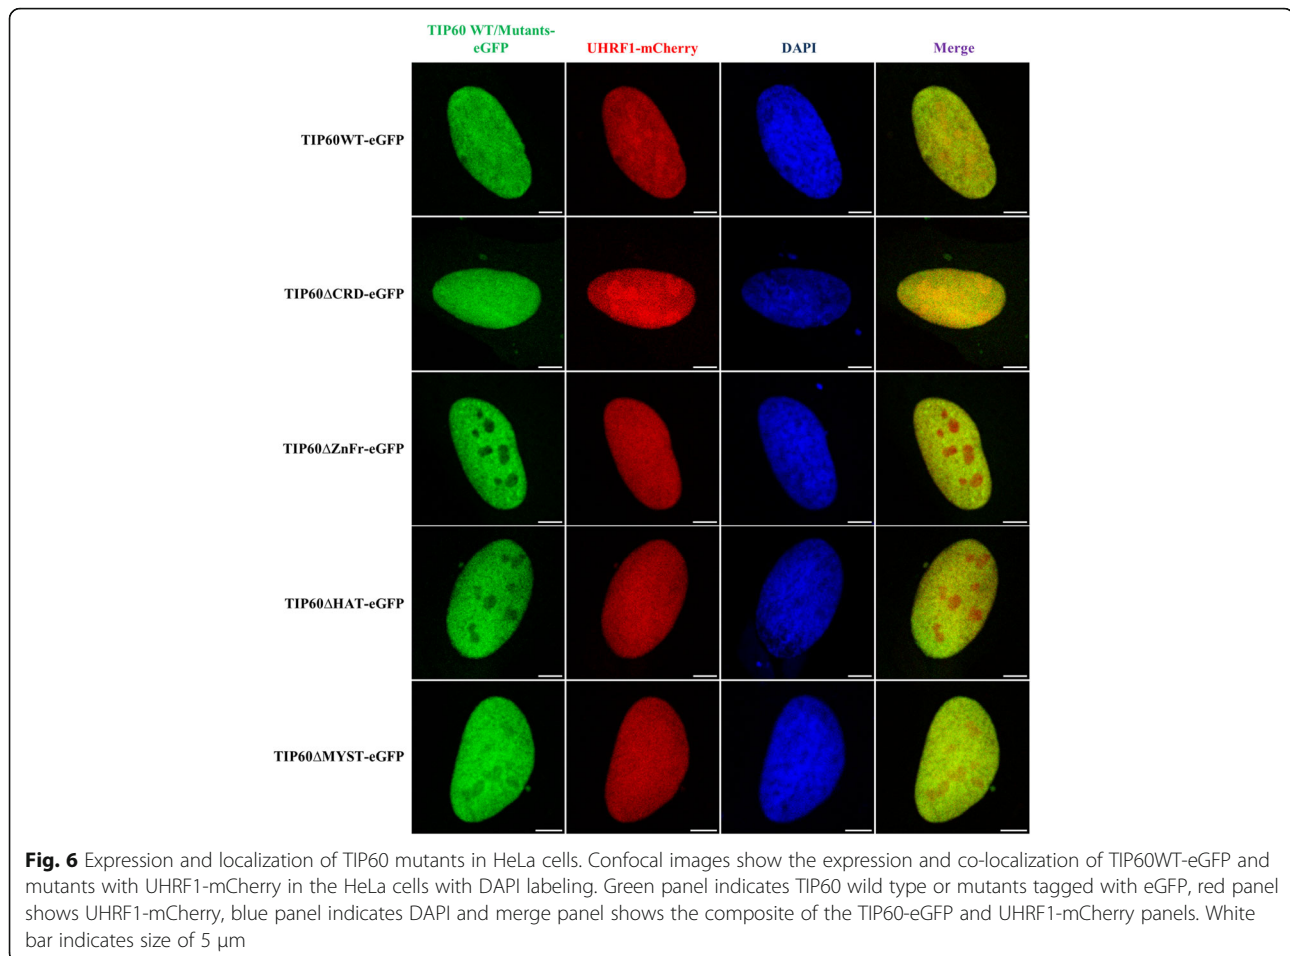 TIP60 WT/Mutants-
eGFP
UHRF1-mCherry
DAPI
Merge
TIP60WT-eGFP
TIP60ΔCRD-eGFP
TIP60ΔZnFr-eGFP
TIP60ΔHAT-eGFP
TIP60ΔMYST-eGFP
Fig. 6 Expression and localization of TIP60 mutants in HeLa cells. Confocal images show the expression and co-localization of TIP60WT-eGFP and
mutants with UHRF1-mCherry in the HeLa cells with DAPI labeling. Green panel indicates TIP60 wild type or mutants tagged with eGFP, red panel
shows UHRF1-mCherry, blue panel indicates DAPI and merge panel shows the composite of the TIP60-eGFP and UHRF1-mCherry panels. White
bar indicates size of 5 μm